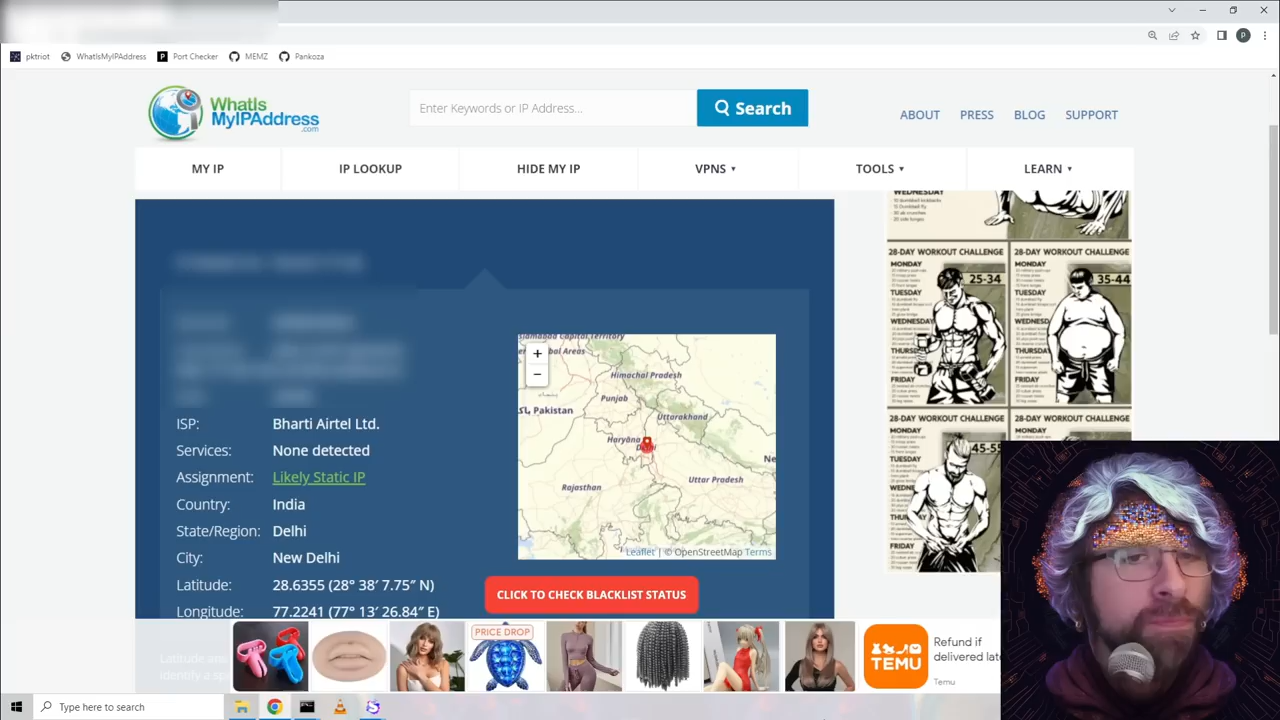 pktriot
WhatIsMyIPAddress
Port Checker
MEMZ
Pankoza
P
WhatIs
MyIPAddress
.com
Enter Keywords or IP Address...
Search
ABOUT
PRESS
BLOG
SUPPORT
MY IP
IP LOOKUP
HIDE MY IP
VPNS
TOOLS
LEARN
ISP: Bharti Airtel Ltd.
Services: None detected
Assignment: Likely Static IP
Country: India
State/Region: Delhi
City: New Delhi
Latitude: 28.6355 (28° 38′ 7.75″ N)
Longitude: 77.2241 (77° 13′ 26.84″ E)
+
−
Himachal Pradesh
Punjab
Pakistan
Uttarakhand
Haryāna
Uttar Pradesh
Rajasthan
Leaflet | © OpenStreetMap Terms
CLICK TO CHECK BLACKLIST STATUS
WEDNESDAY
28-DAY WORKOUT CHALLENGE
MONDAY
25-34
TUESDAY
WEDNESDAY
THURSDAY
FRIDAY
28-DAY WORKOUT CHALLENGE
MONDAY
35-44
TUESDAY
WEDNESDAY
THURSDAY
FRIDAY
28-DAY WORKOUT CHALLENGE
MONDAY
TUESDAY
FRIDAY
28-DAY WORKOUT CHALLENGE
MONDAY
PRICE DROP
TEMU
Refund if
delivered late
Temu
Type here to search